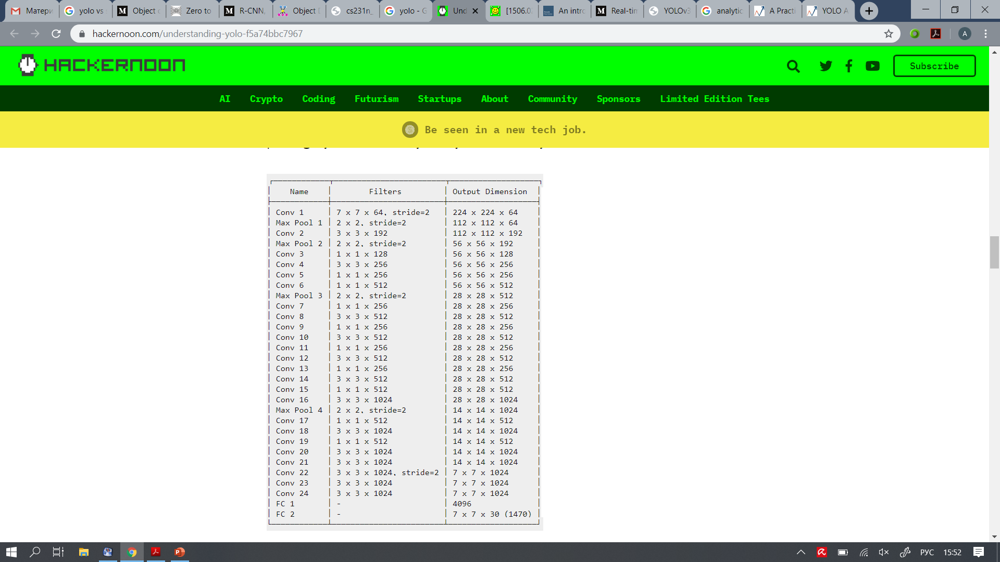 Матери
yolo vs
Object
Zero to
R-CNN,
Object
cs231n_
yolo - G
Und
[1506.0
An intro
Real-tim
YOLOv3
analytic
A Practi
YOLO A
hackernoon.com/understanding-yolo-f5a74bbc7967
A
HACKERNOON
Subscribe
AI Crypto Coding Futurism Startups About Community Sponsors Limited Edition Tees
Be seen in a new tech job.
Name Filters Output Dimension
Conv 1 7 x 7 x 64, stride=2 224 x 224 x 64
Max Pool 1 2 x 2, stride=2 112 x 112 x 64
Conv 2 3 x 3 x 192 112 x 112 x 192
Max Pool 2 2 x 2, stride=2 56 x 56 x 192
Conv 3 1 x 1 x 128 56 x 56 x 128
Conv 4 3 x 3 x 256 56 x 56 x 256
Conv 5 1 x 1 x 256 56 x 56 x 256
Conv 6 1 x 1 x 512 56 x 56 x 512
Max Pool 3 2 x 2, stride=2 28 x 28 x 512
Conv 7 1 x 1 x 256 28 x 28 x 256
Conv 8 3 x 3 x 512 28 x 28 x 512
Conv 9 1 x 1 x 256 28 x 28 x 256
Conv 10 3 x 3 x 512 28 x 28 x 512
Conv 11 1 x 1 x 256 28 x 28 x 256
Conv 12 3 x 3 x 512 28 x 28 x 512
Conv 13 1 x 1 x 256 28 x 28 x 256
Conv 14 3 x 3 x 512 28 x 28 x 512
Conv 15 1 x 1 x 512 28 x 28 x 512
Conv 16 3 x 3 x 1024 28 x 28 x 1024
Max Pool 4 2 x 2, stride=2 14 x 14 x 1024
Conv 17 1 x 1 x 512 14 x 14 x 512
Conv 18 3 x 3 x 1024 14 x 14 x 1024
Conv 19 1 x 1 x 512 14 x 14 x 512
Conv 20 3 x 3 x 1024 14 x 14 x 1024
Conv 21 3 x 3 x 1024 14 x 14 x 1024
Conv 22 3 x 3 x 1024, stride=2 7 x 7 x 1024
Conv 23 3 x 3 x 1024 7 x 7 x 1024
Conv 24 3 x 3 x 1024 7 x 7 x 1024
FC 1 - 4096
FC 2 - 7 x 7 x 30 (1470)
РУС 15:52